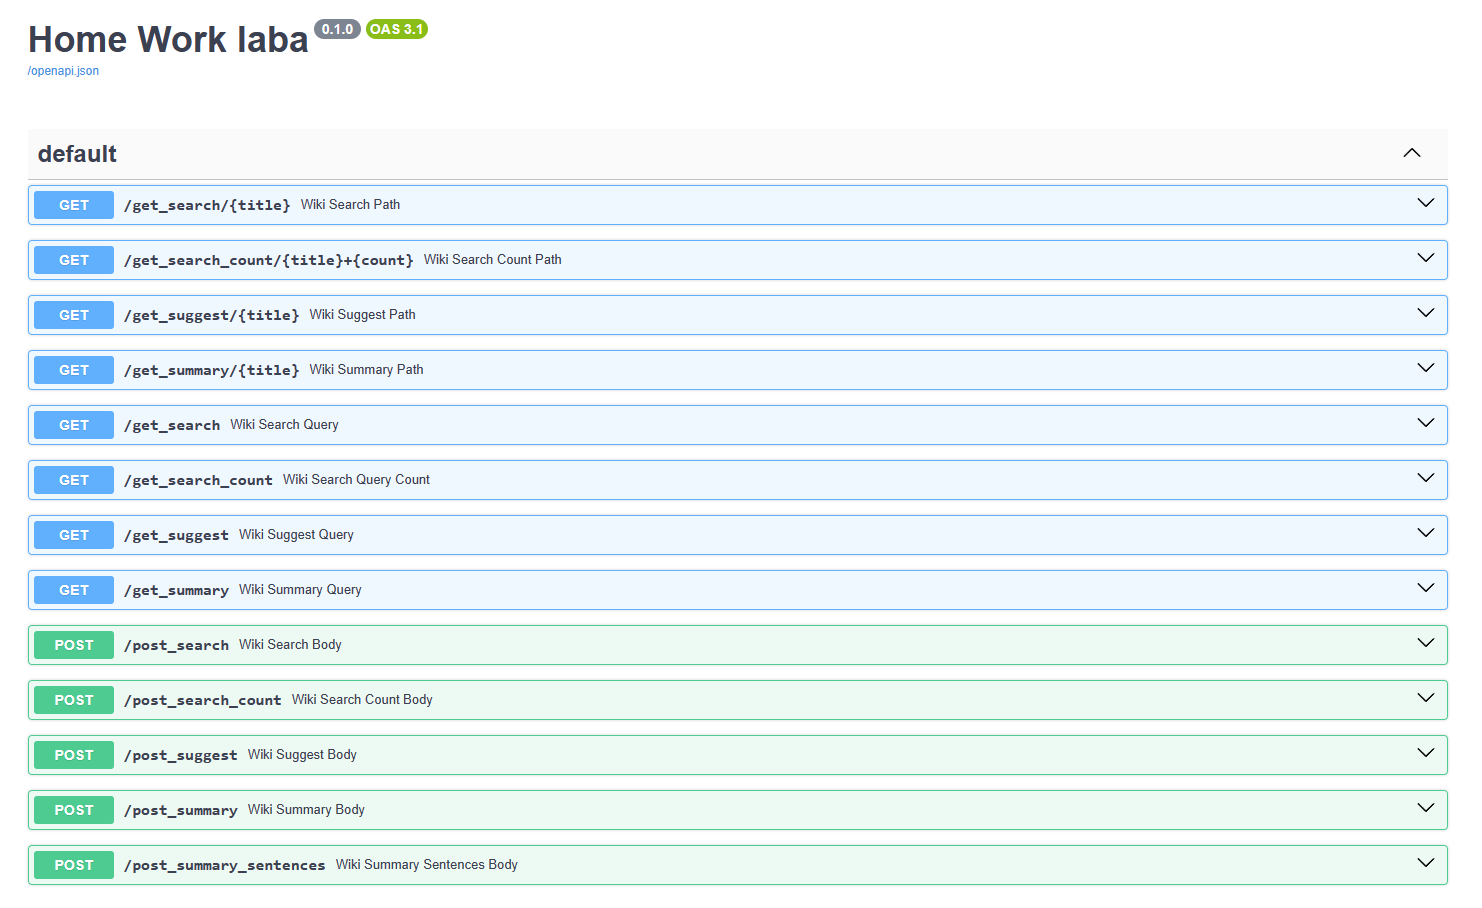 Home Work laba 0.1.0 OAS 3.1
/openapi.json
default
GET /get_search/{title} Wiki Search Path
GET /get_search_count/{title}+{count} Wiki Search Count Path
GET /get_suggest/{title} Wiki Suggest Path
GET /get_summary/{title} Wiki Summary Path
GET /get_search Wiki Search Query
GET /get_search_count Wiki Search Query Count
GET /get_suggest Wiki Suggest Query
GET /get_summary Wiki Summary Query
POST /post_search Wiki Search Body
POST /post_search_count Wiki Search Count Body
POST /post_suggest Wiki Suggest Body
POST /post_summary Wiki Summary Body
POST /post_summary_sentences Wiki Summary Sentences Body